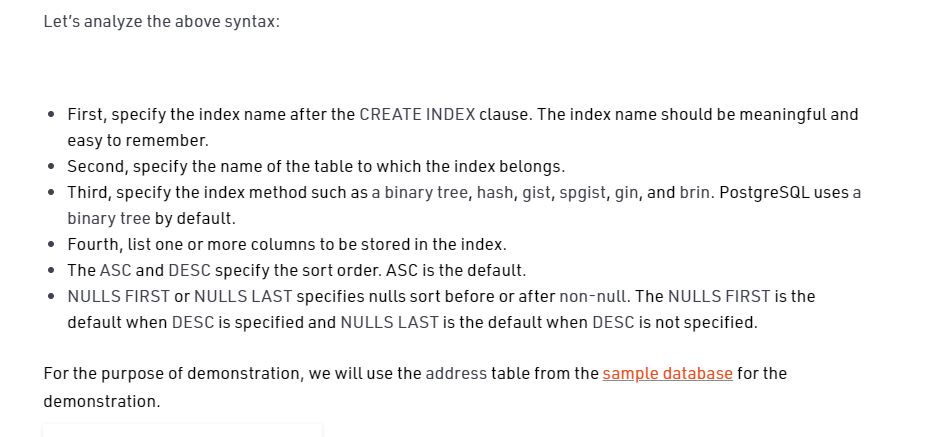 Let's analyze the above syntax:
• First, specify the index name after the CREATE INDEX clause. The index name should be meaningful and
easy to remember.
• Second, specify the name of the table to which the index belongs.
• Third, specify the index method such as a binary tree, hash, gist, spgist, gin, and brin. PostgreSQL uses a
binary tree by default.
• Fourth, list one or more columns to be stored in the index.
• The ASC and DESC specify the sort order. ASC is the default.
• NULLS FIRST or NULLS LAST specifies nulls sort before or after non-null. The NULLS FIRST is the
default when DESC is specified and NULLS LAST is the default when DESC is not specified.
For the purpose of demonstration, we will use the address table from the sample database for the
demonstration.